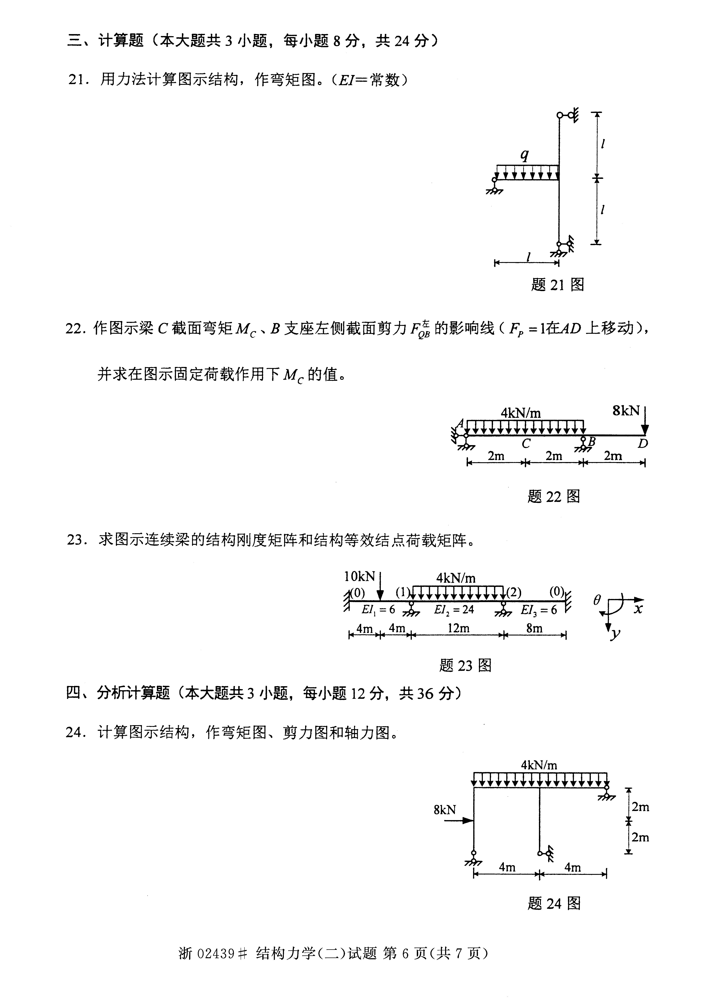 三、计算题（本大题共 3 小题，每小题 8 分，共 24 分）
21．用力法计算图示结构，作弯矩图。（EI＝常数）
l
q
l
l
题 21 图
22．作图示梁 C 截面弯矩 M_C、B 支座左侧截面剪力 F_{QB}^{左} 的影响线（ F_P = 1在AD 上移动），
并求在图示固定荷载作用下 M_C 的值。
4kN/m 8kN
A
C B D
2m 2m 2m
题 22 图
23．求图示连续梁的结构刚度矩阵和结构等效结点荷载矩阵。
10kN 4kN/m
(0) (1) (2) (0) θ
EI₁ = 6 EI₂ = 24 EI₃ = 6 x
4m 4m 12m 8m y
题 23 图
四、分析计算题（本大题共 3 小题，每小题 12 分，共 36 分）
24．计算图示结构，作弯矩图、剪力图和轴力图。
4kN/m
8kN 2m
2m
4m 4m
题 24 图
浙 02439# 结构力学(二)试题 第 6 页(共 7 页)